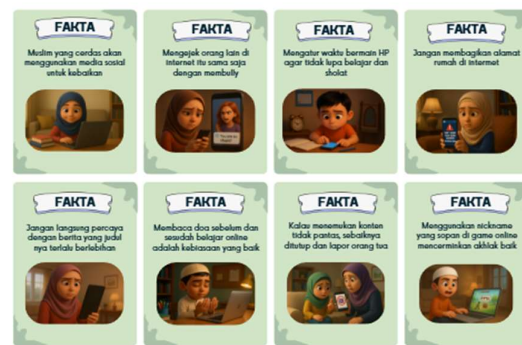 FAKTA
Muslim yang cerdas akan
menggunakan media sosial
untuk kebaikan
FAKTA
Mengejek orang lain di
internet itu sama saja
dengan membully
FAKTA
Mengatur waktu bermain HP
agar tidak lupa belajar dan
sholat
FAKTA
Jangan membagikan alamat
rumah di internet
FAKTA
Jangan langsung percaya
dengan berita yang judul
nya terlalu berlebihan
FAKTA
Membaca doa sebelum dan
sesudah belajar online
adalah kebiasaan yang baik
FAKTA
Kalau menemukan konten
tidak pantas, sebaiknya
ditutup dan lapor orang tua
FAKTA
Menggunakan nickname
yang sopan di game online
mencerminkan akhlak baik